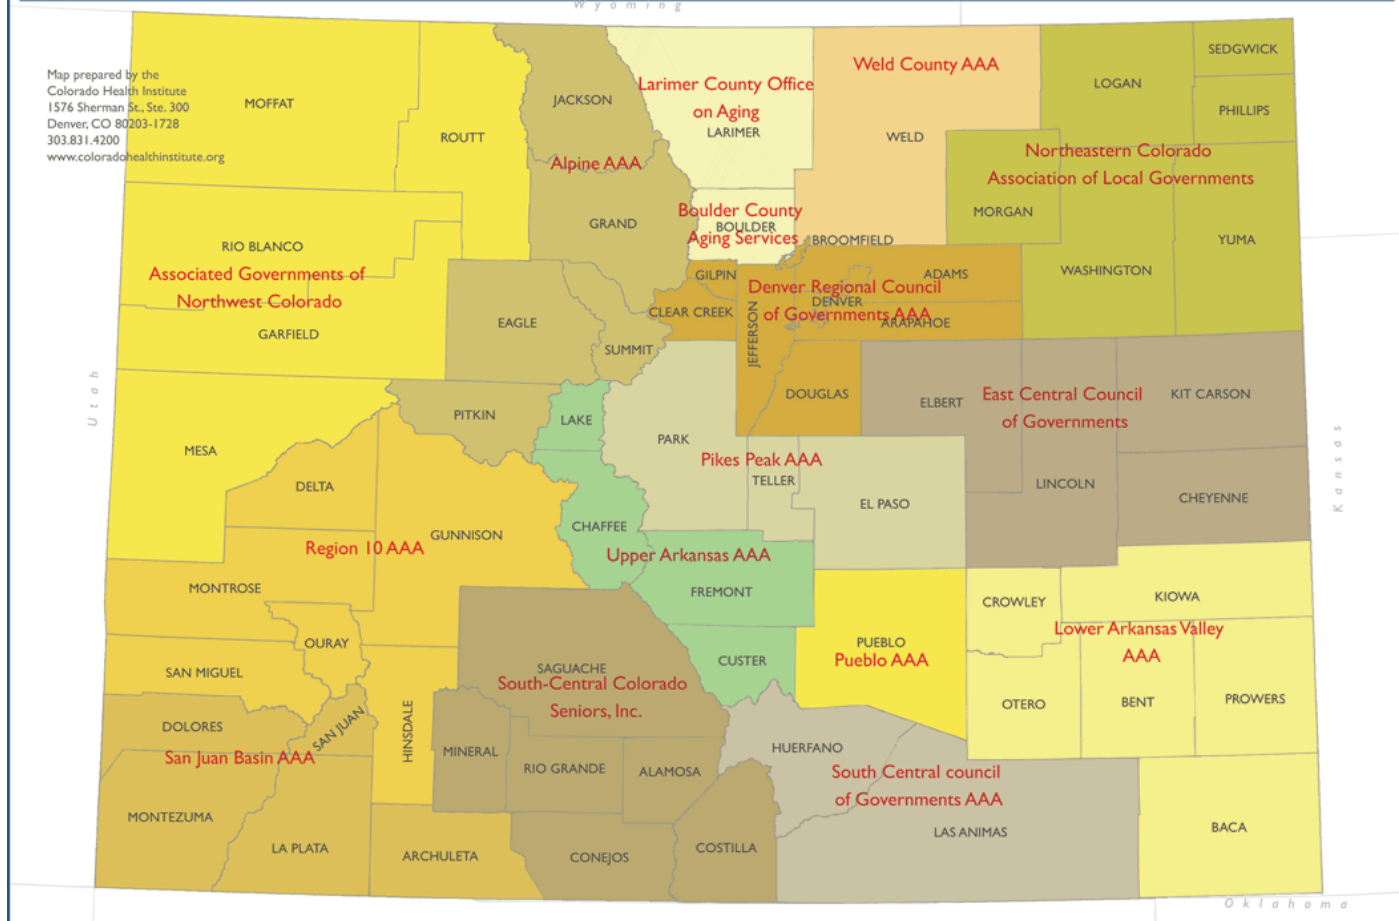 Wyoming
Map prepared by the
Colorado Health Institute
1576 Sherman St., Ste. 300
Denver, CO 80203-1728
303.831.4200
www.coloradohealthinstitute.org
MOFFAT
ROUTT
JACKSON
Larimer County Office
on Aging
LARIMER
Weld County AAA
WELD
LOGAN
SEDGWICK
PHILLIPS
Alpine AAA
Northeastern Colorado
Association of Local Governments
MORGAN
GRAND
Boulder County
BOULDER
Aging Services
BROOMFIELD
YUMA
WASHINGTON
RIO BLANCO
Associated Governments of
Northwest Colorado
GARFIELD
EAGLE
SUMMIT
GILPIN
CLEAR CREEK
JEFFERSON
ADAMS
Denver Regional Council
DENVER
of Governments AAA
ARAPAHOE
Utah
DOUGLAS
ELBERT
East Central Council
of Governments
KIT CARSON
PITKIN
LAKE
PARK
MESA
Pikes Peak AAA
TELLER
EL PASO
LINCOLN
CHEYENNE
Kansas
DELTA
GUNNISON
Region 10 AAA
CHAFFEE
Upper Arkansas AAA
FREMONT
MONTROSE
CROWLEY
KIOWA
OURAY
PUEBLO
Pueblo AAA
Lower Arkansas Valley
AAA
SAN MIGUEL
SAGUACHE
South-Central Colorado
Seniors, Inc.
CUSTER
OTERO
BENT
PROWERS
DOLORES
SAN JUAN
HINSDALE
San Juan Basin AAA
MINERAL
RIO GRANDE
ALAMOSA
HUERFANO
South Central council
of Governments AAA
MONTEZUMA
LA PLATA
ARCHULETA
CONEJOS
COSTILLA
LAS ANIMAS
BACA
Oklahoma